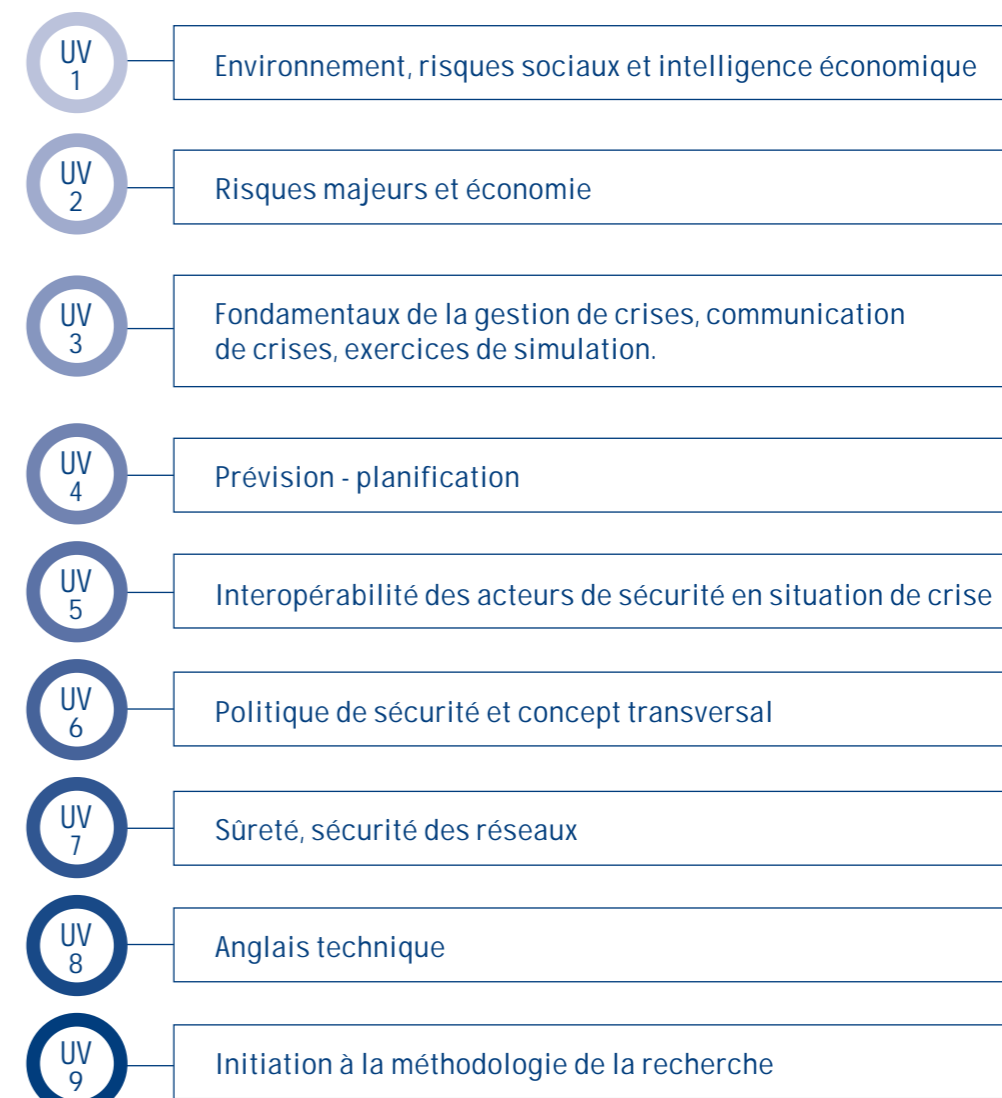 UV
1
Environnement, risques sociaux et intelligence économique
UV
2
Risques majeurs et économie
UV
3
Fondamentaux de la gestion de crises, communication
de crises, exercices de simulation.
UV
4
Prévision - planification
UV
5
Interopérabilité des acteurs de sécurité en situation de crise
UV
6
Politique de sécurité et concept transversal
UV
7
Sûreté, sécurité des réseaux
UV
8
Anglais technique
UV
9
Initiation à la méthodologie de la recherche